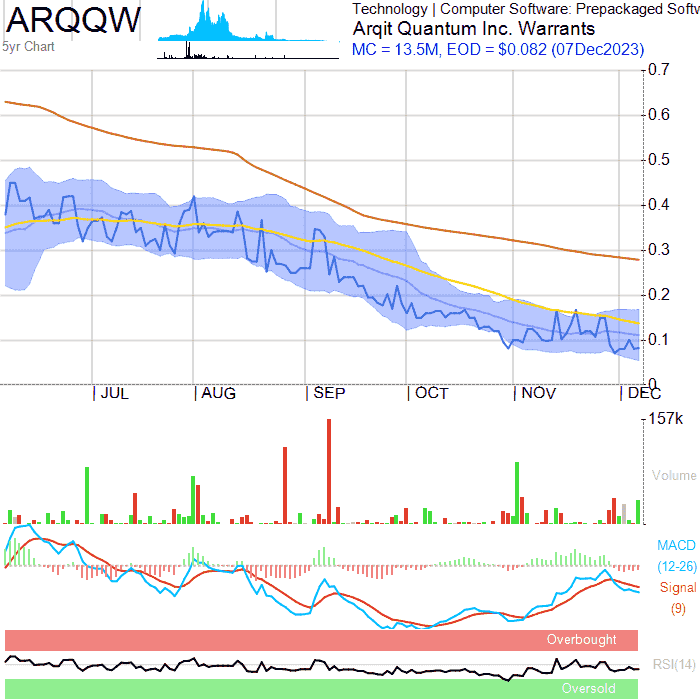 ARQQW
5yr Chart
Technology | Computer Software: Prepackaged Softw
Arqit Quantum Inc. Warrants
MC = 13.5M, EOD = $0.082 (07Dec2023)
0.7
0.6
0.5
0.4
0.3
0.2
0.1
0
JUL
AUG
SEP
OCT
NOV
DEC
157k
Volume
MACD
(12-26)
Signal
(9)
Overbought
RSI(14)
Oversold